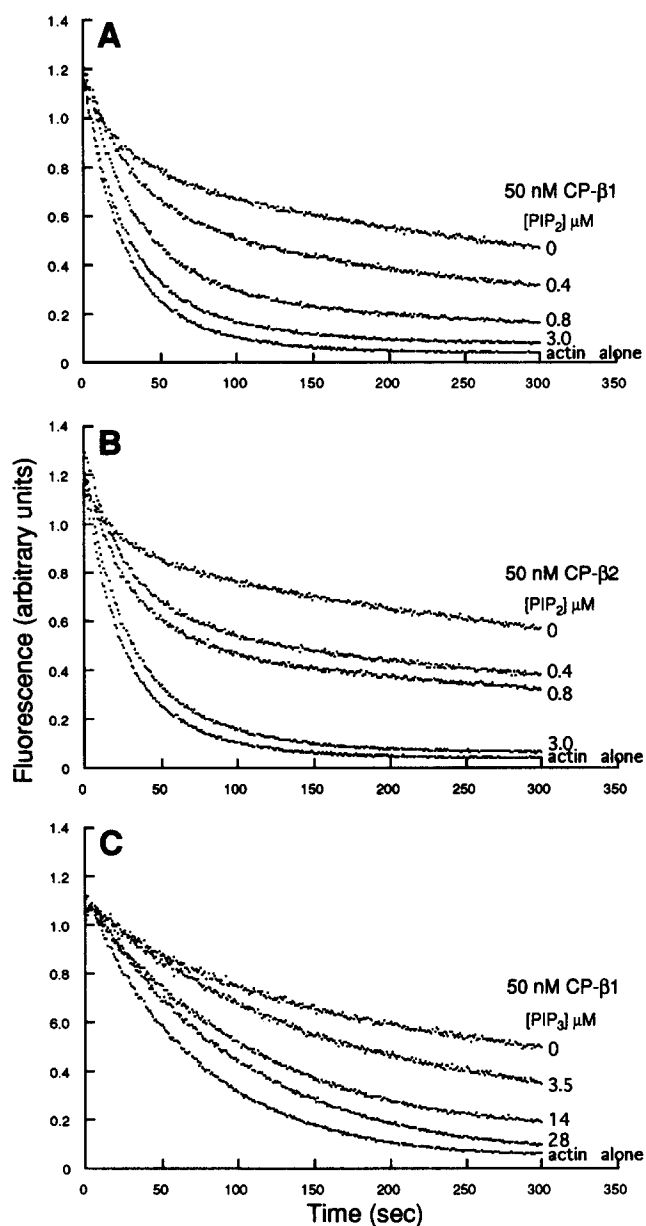 A
1.2
1.0
0.8
0.6
0.4
0.2
0
50 nM CP-β1
[PIP2] μM
0
0.4
0.8
3.0
actin alone
0 50 100 150 200 250 300 350
B
1.4
1.2
1.0
0.8
0.6
0.4
0.2
0
50 nM CP-β2
[PIP2] μM
0
0.4
0.8
3.0
actin alone
0 50 100 150 200 250 300 350
Fluorescence (arbitrary units)
C
1.4
1.2
1.0
0.8
6.0
0.4
0.2
0
50 nM CP-β1
[PIP3] μM
0
3.5
14
28
actin alone
0 50 100 150 200 250 300 350
Time (sec)